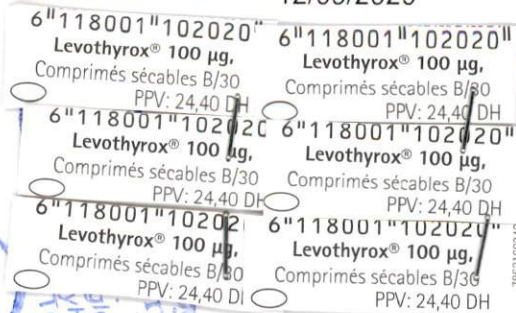 6"118001"102020"
Levothyrox® 100 µg,
Comprimés sécables B/30
PPV: 24,40 DH
6"118001"102020"
Levothyrox® 100 µg,
Comprimés sécables B/30
PPV: 24,40 DH
6"118001"102020
Levothyrox® 100 µg,
Comprimés sécables B/30
PPV: 24,40 DH
6"118001"102020"
Levothyrox® 100 µg,
Comprimés sécables B/30
PPV: 24,40 DH
6"118001"10202
Levothyrox® 100 µg,
Comprimés sécables B/30
PPV: 24,40 D
6"118001"102020"
Levothyrox® 100 µg,
Comprimés sécables B/30
PPV: 24,40 DH